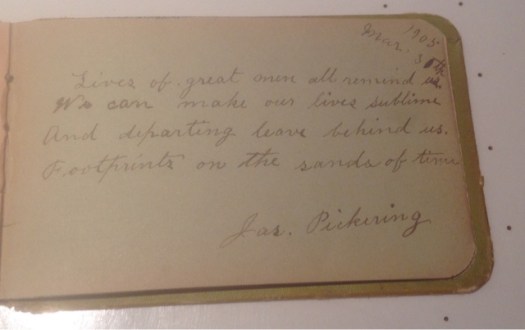 1905
Mar. 30th
Lives of great men all remind us.
We can make our lives sublime
And departing leave behind us.
Footprints on the sands of time
Jas. Pickering